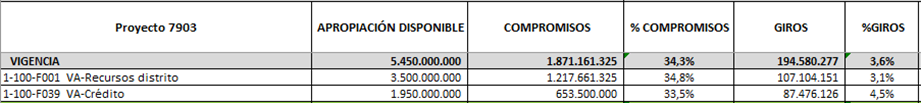 Proyecto 7903 APROPIACIÓN DISPONIBLE COMPROMISOS % COMPROMISOS GIROS %GIROS
VIGENCIA 5.450.000.000 1.871.161.325 34,3% 194.580.277 3,6%
1-100-F001 VA-Recursos distrito 3.500.000.000 1.217.661.325 34,8% 107.104.151 3,1%
1-100-F039 VA-Crédito 1.950.000.000 653.500.000 33,5% 87.476.126 4,5%